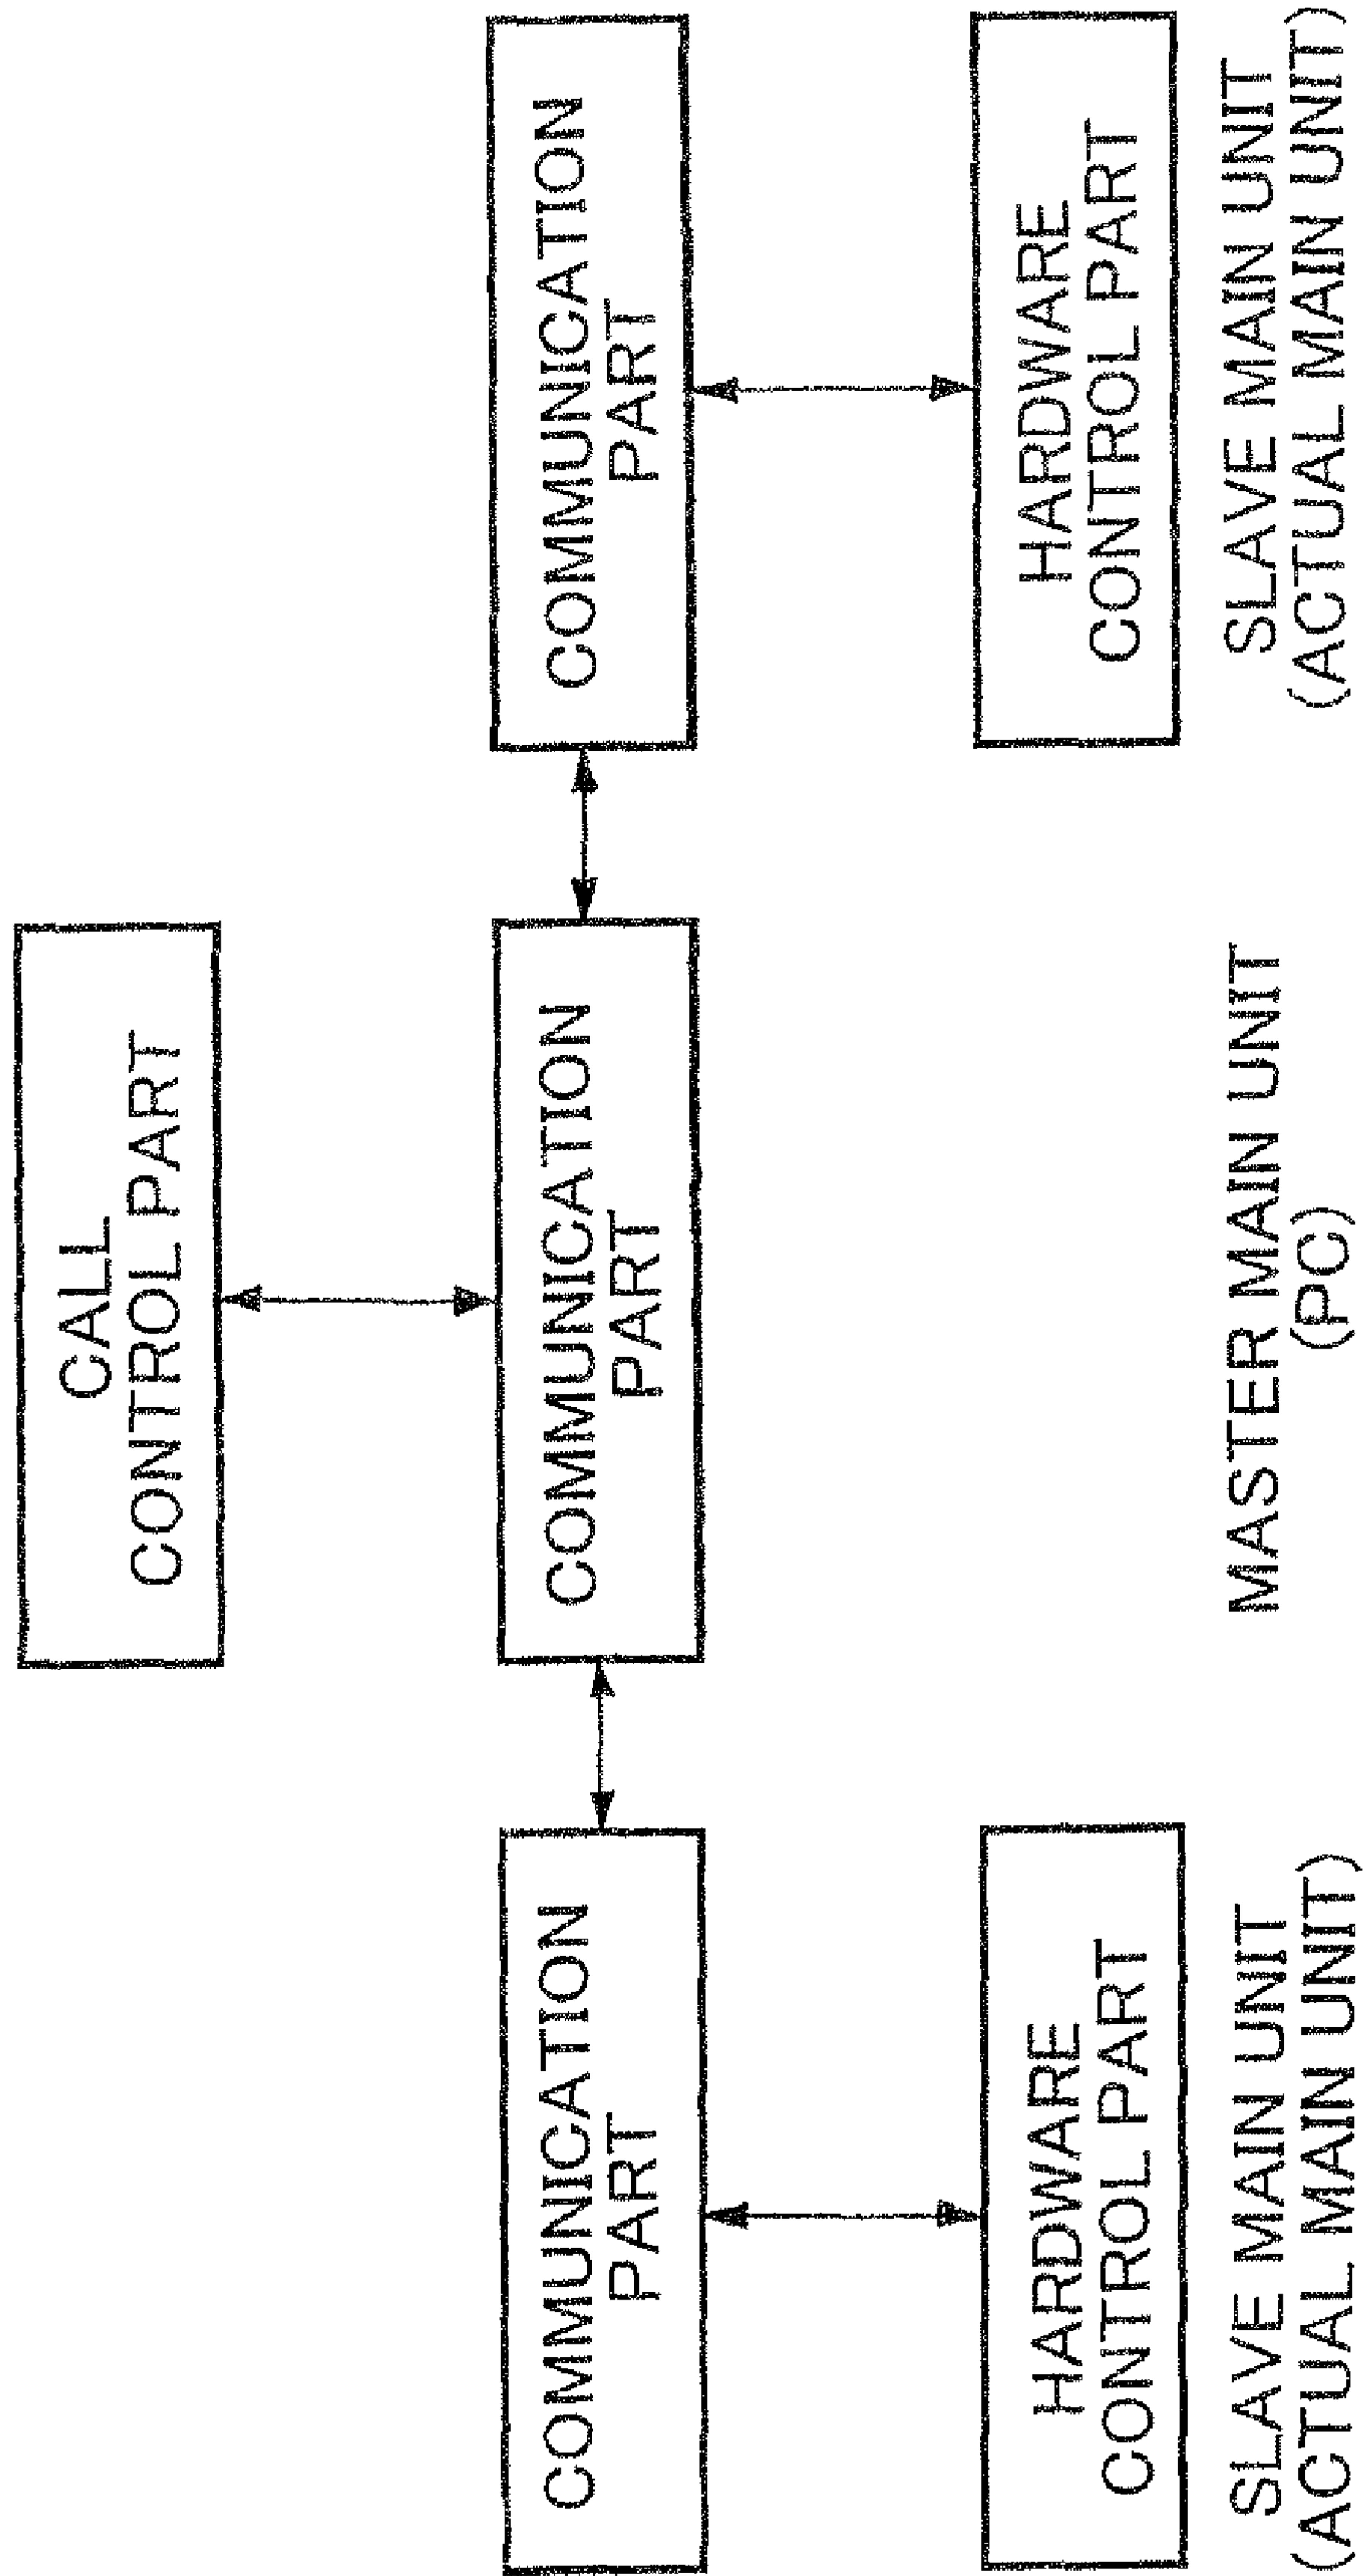 CALL
CONTROL PART
COMMUNICATION
PART
COMMUNICATION
PART
COMMUNICATION
PART
HARDWARE
CONTROL PART
HARDWARE
CONTROL PART
SLAVE MAIN UNIT
(ACTUAL MAIN UNIT)
MASTER MAIN UNIT
(PC)
SLAVE MAIN UNIT
(ACTUAL MAIN UNIT)